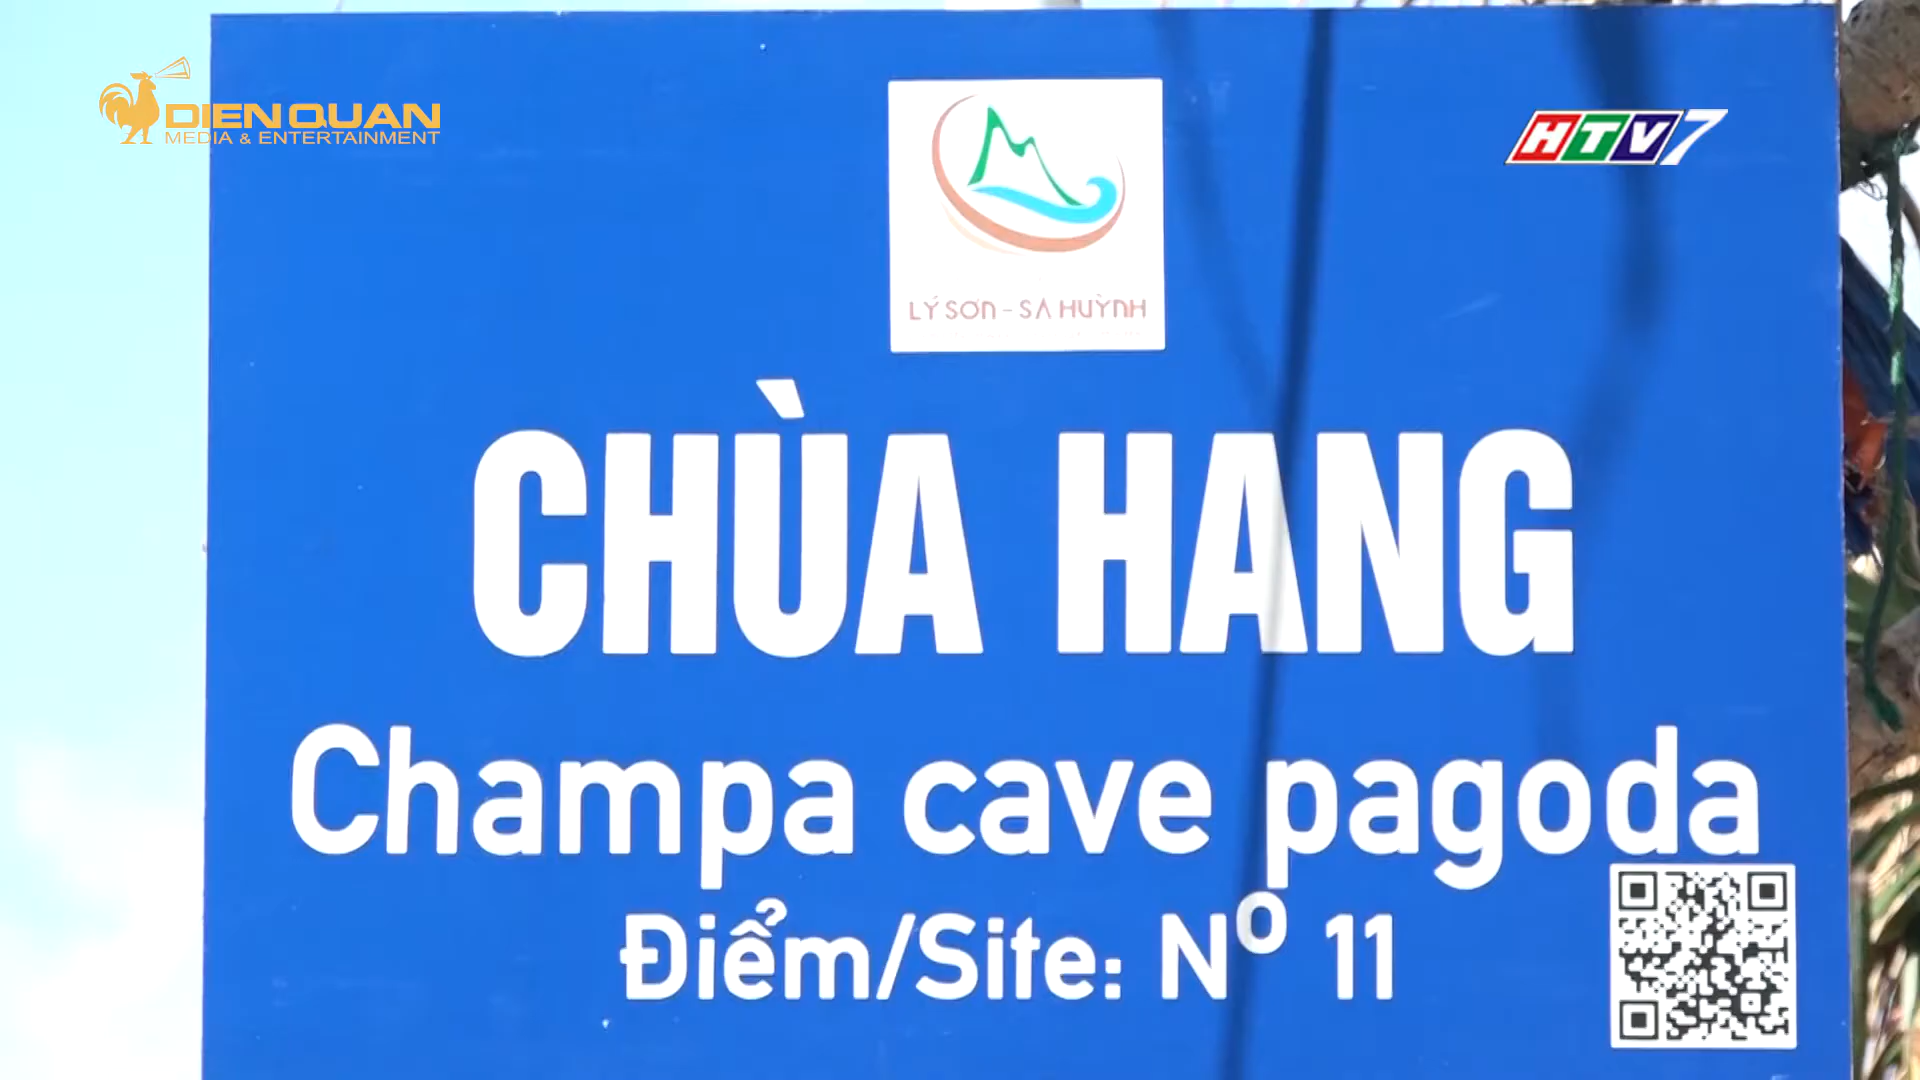 DIEN QUAN
MEDIA & ENTERTAINMENT
HTV7
LÝ SƠN - SA HUỲNH
CHÙA HANG
Champa cave pagoda
Điểm/Site: Nº 11